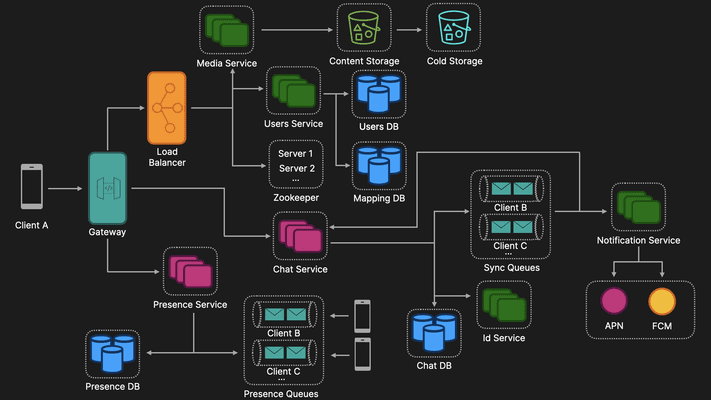 Media Service
Content Storage
Cold Storage
Load
Balancer
Users Service
Users DB
Server 1
Server 2
...
Zookeeper
Mapping DB
Client A
Gateway
Chat Service
Client B
Client C
...
Sync Queues
Notification Service
APN
FCM
Presence Service
Id Service
Chat DB
Presence DB
Client B
Client C
...
Presence Queues